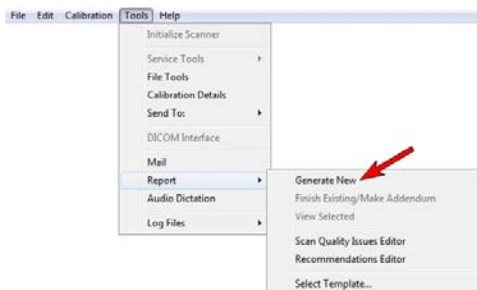 File Edit Calibration Tools Help
Initialize Scanner
Service Tools
File Tools
Calibration Details
Send To:
DICOM Interface
Mail
Report
Audio Dictation
Log Files
Generate New
Finish Existing/Make Addendum
View Selected
Scan Quality Issues Editor
Recommendations Editor
Select Template...